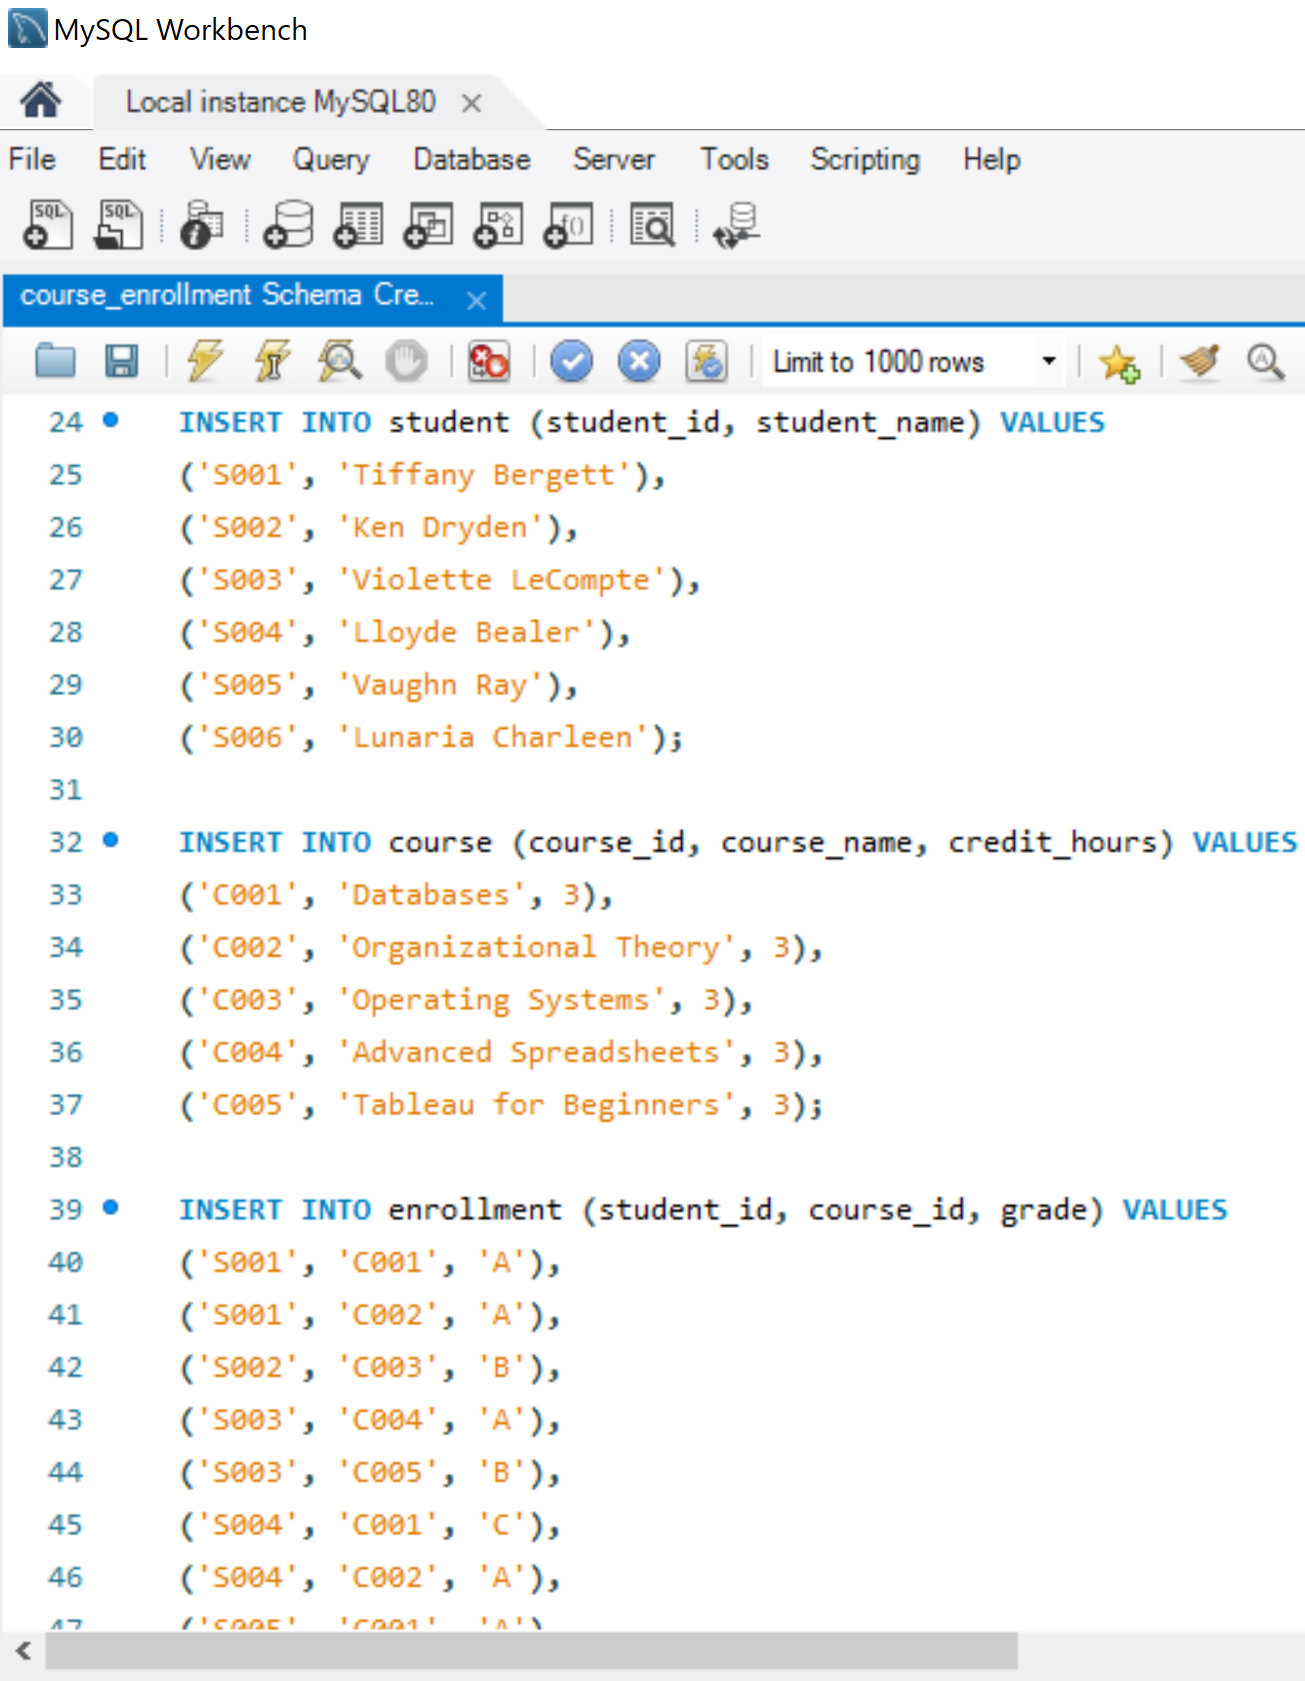 MySQL Workbench
Local instance MySQL80
File Edit View Query Database Server Tools Scripting Help
SQL SQL
course_enrollment Schema Cre...
Limit to 1000 rows
24 INSERT INTO student (student_id, student_name) VALUES
25 ('S001', 'Tiffany Bergett'),
26 ('S002', 'Ken Dryden'),
27 ('S003', 'Violette LeCompte'),
28 ('S004', 'Lloyde Bealer'),
29 ('S005', 'Vaughn Ray'),
30 ('S006', 'Lunaria Charleen');
31
32 INSERT INTO course (course_id, course_name, credit_hours) VALUES
33 ('C001', 'Databases', 3),
34 ('C002', 'Organizational Theory', 3),
35 ('C003', 'Operating Systems', 3),
36 ('C004', 'Advanced Spreadsheets', 3),
37 ('C005', 'Tableau for Beginners', 3);
38
39 INSERT INTO enrollment (student_id, course_id, grade) VALUES
40 ('S001', 'C001', 'A'),
41 ('S001', 'C002', 'A'),
42 ('S002', 'C003', 'B'),
43 ('S003', 'C004', 'A'),
44 ('S003', 'C005', 'B'),
45 ('S004', 'C001', 'C'),
46 ('S004', 'C002', 'A'),